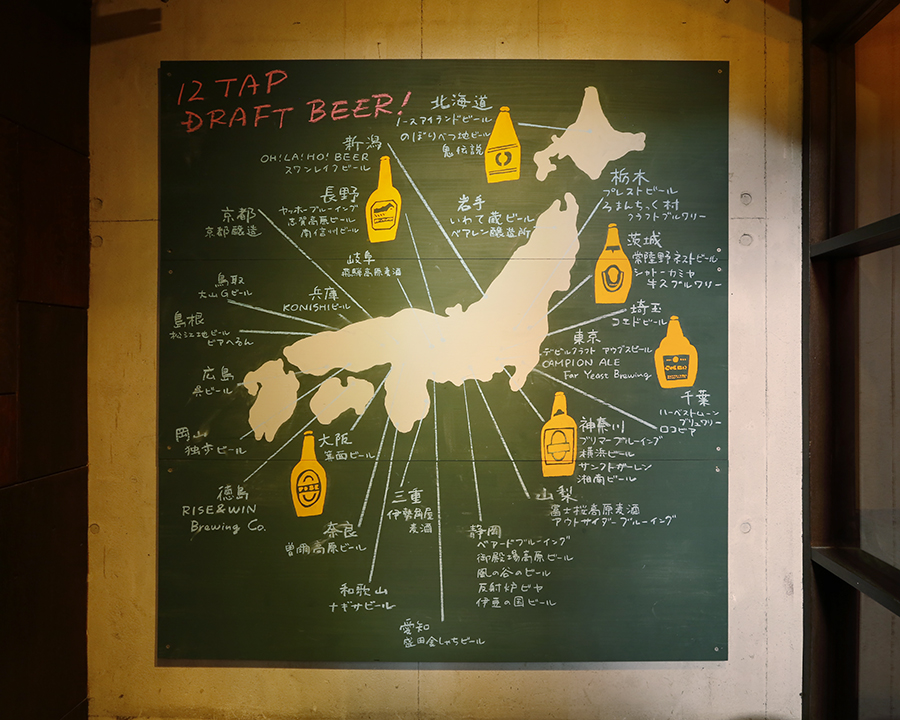 12 TAP
DRAFT BEER!
北海道
ノースアイランドビール
のぼりべつ地ビール
鬼伝説
新潟
OH!LA!HO! BEER
スワンレイクビール
長野
ヤッホーブルーイング
志賀高原ビール
南信州ビール
岩手
いわて蔵ビール
ベアレン醸造所
栃木
プレストビール
ろまんちっく村
クラフトブルワリー
京都
京都醸造
岐阜
飛騨高原麦酒
茨城
常陸野ネストビール
シャトーカミヤ
牛久ブルワリー
鳥取
大山Gビール
兵庫
KONISHIビール
島根
松江地ビール
ビアへるん
埼玉
コエドビール
東京
デビルクラフト アウグスビール
CAMPION ALE
Far Yeast Brewing
広島
呉ビール
千葉
ハーベストムーン
ブリュワリー
ロコビア
岡山
独歩ビール
大阪
箕面ビール
神奈川
ブリマーブルーイング
横浜ビール
サンクトガーレン
湘南ビール
徳島
RISE&WIN
Brewing Co.
三重
伊勢角屋
麦酒
山梨
富士桜高原麦酒
アウトサイダーブルーイング
奈良
曽爾高原ビール
静岡
ベアードブルーイング
御殿場高原ビール
風の谷のビール
反射炉ビヤ
伊豆の国ビール
和歌山
ナギサビール
愛知
盛田金しゃちビール